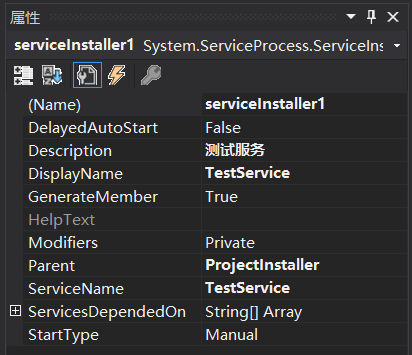 属性
serviceInstaller1 System.ServiceProcess.ServiceIns
(Name) serviceInstaller1
DelayedAutoStart False
Description 测试服务
DisplayName TestService
GenerateMember True
HelpText
Modifiers Private
Parent ProjectInstaller
ServiceName TestService
ServicesDependedOn String[] Array
StartType Manual